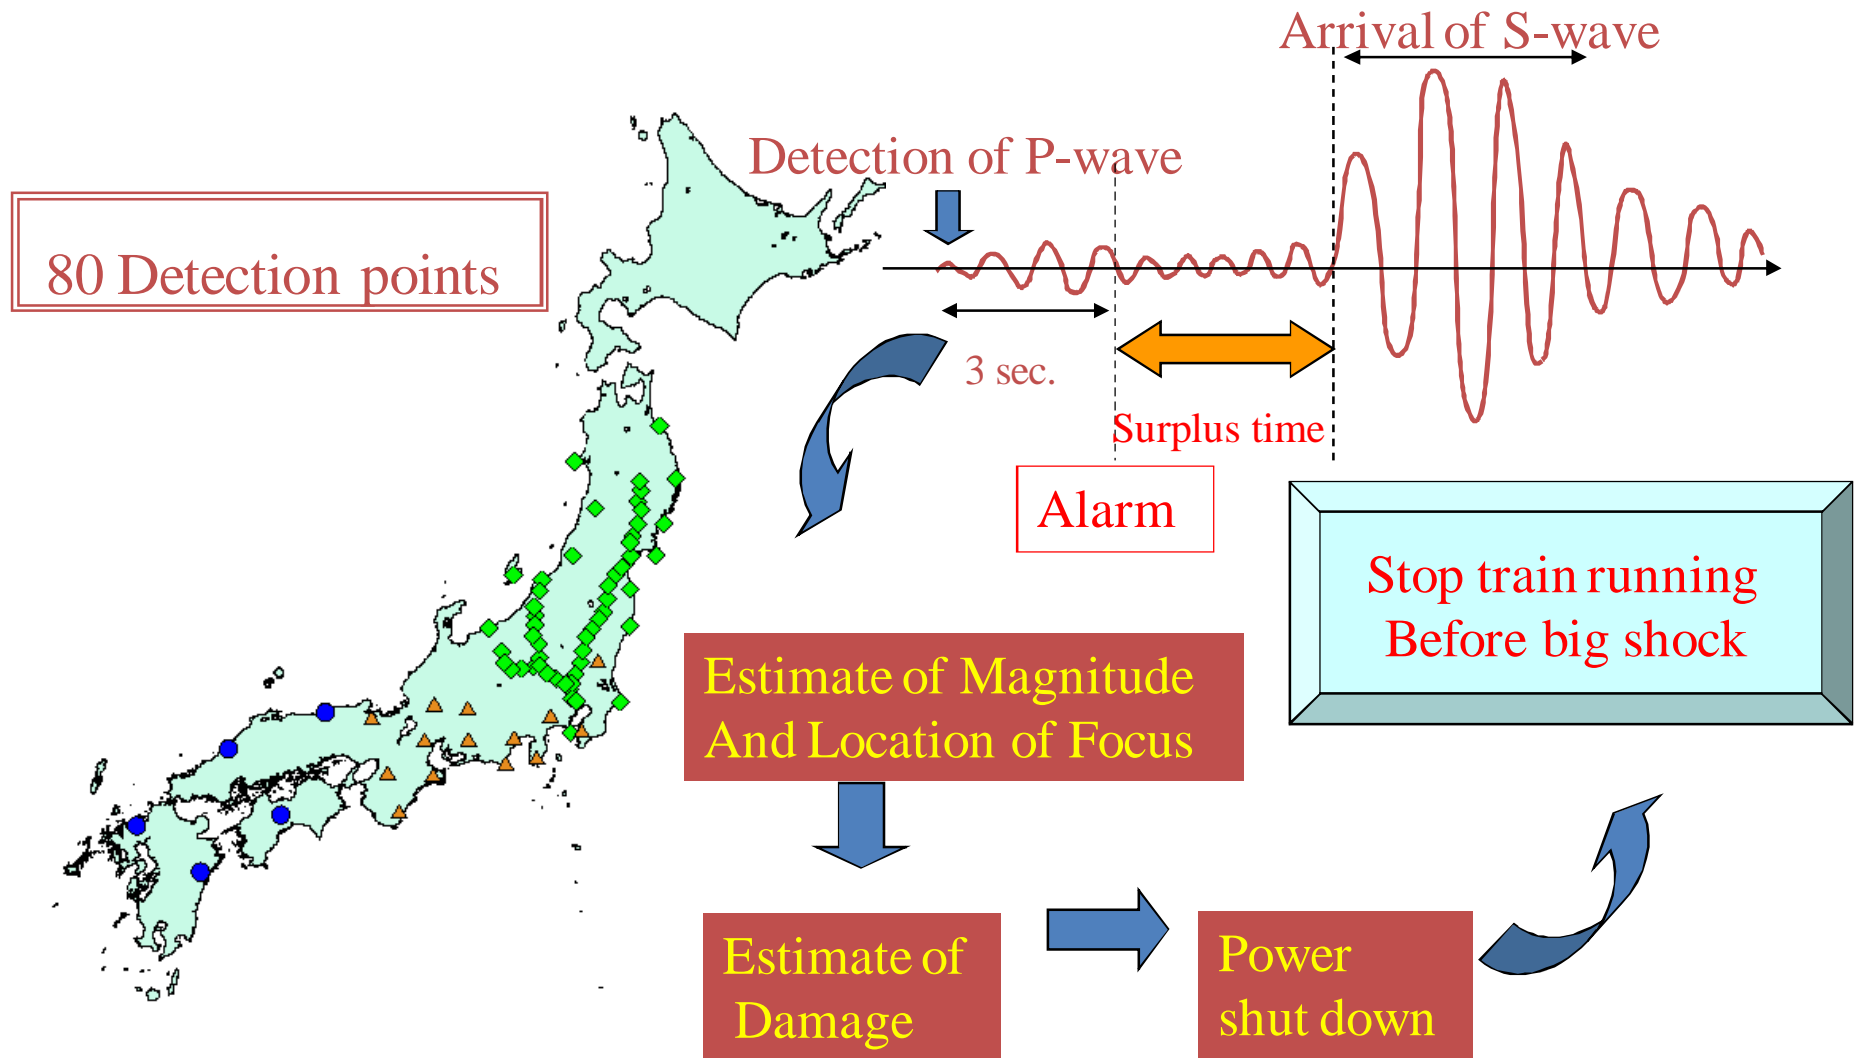 Arrival of S-wave
Detection of P-wave
80 Detection points
3 sec.
Surplus time
Alarm
Stop train running
Before big shock
Estimate of Magnitude
And Location of Focus
Estimate of
Damage
Power
shut down